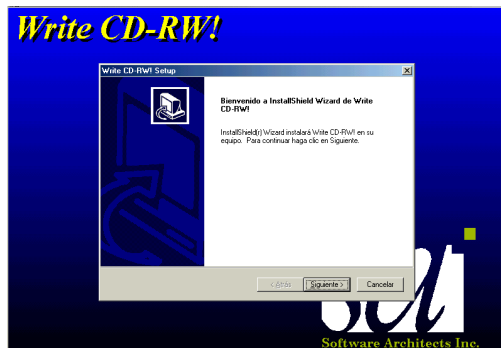 Write CD-RW!
Write CD-RW! Setup
Bienvenido a InstallShield Wizard de Write
CD-RW!
InstallShield(r) Wizard instalará Write CD-RW! en su
equipo. Para continuar haga clic en Siguiente.
< Atrás
Siguiente >
Cancelar
sai
Software Architects Inc.